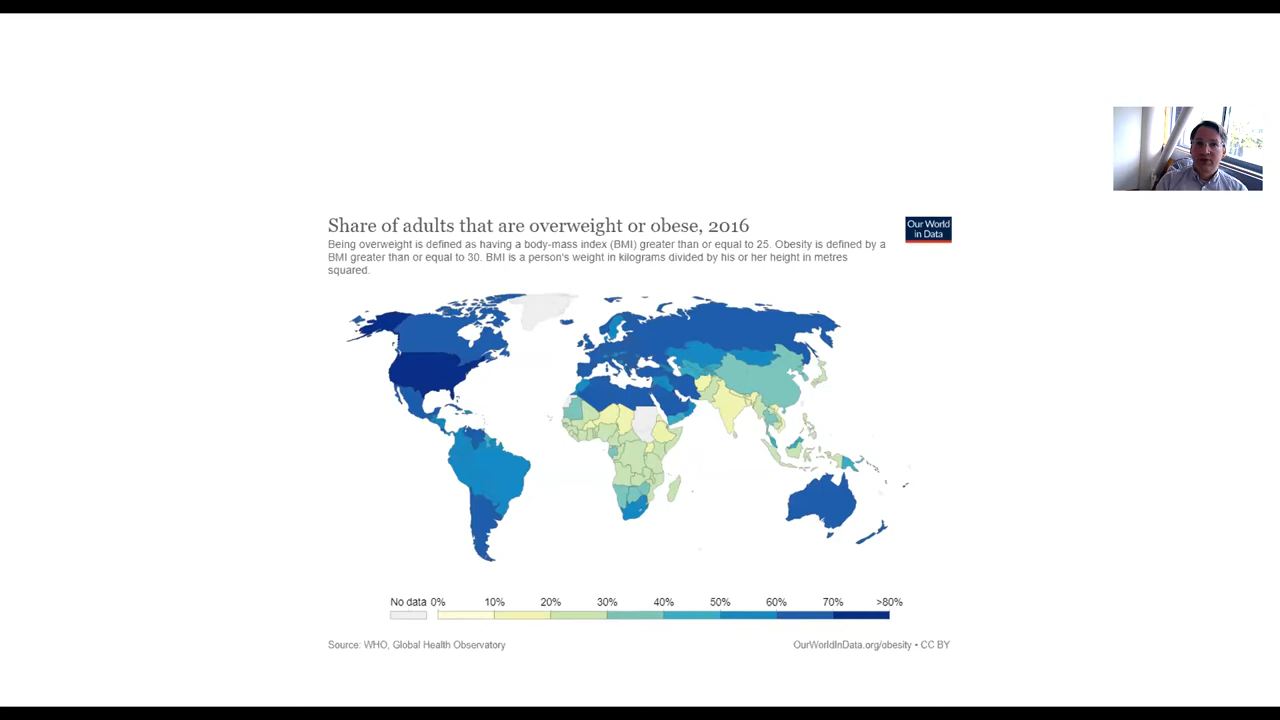 Share of adults that are overweight or obese, 2016
Our World
in Data
Being overweight is defined as having a body-mass index (BMI) greater than or equal to 25. Obesity is defined by a
BMI greater than or equal to 30. BMI is a person's weight in kilograms divided by his or her height in metres
squared.
No data 0% 10% 20% 30% 40% 50% 60% 70% >80%
Source: WHO, Global Health Observatory
OurWorldInData.org/obesity • CC BY